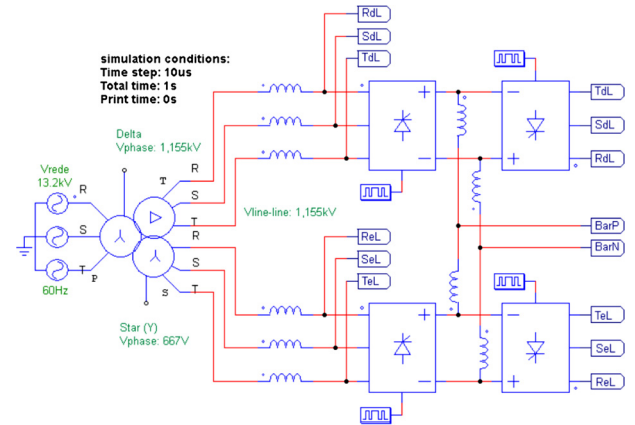 RdL
SdL
TdL
simulation conditions:
Time step: 10us
Total time: 1s
Print time: 0s
TdL
SdL
RdL
Delta
Vphase: 1,155kV
Vrede
13.2kV
R
S
T
P
60Hz
T
R
S
T
Vline-line: 1,155kV
R
S
T
S
Star (Y)
Vphase: 667V
ReL
SeL
TeL
BarP
BarN
TeL
SeL
ReL
+
−
−
+
+
−
−
+